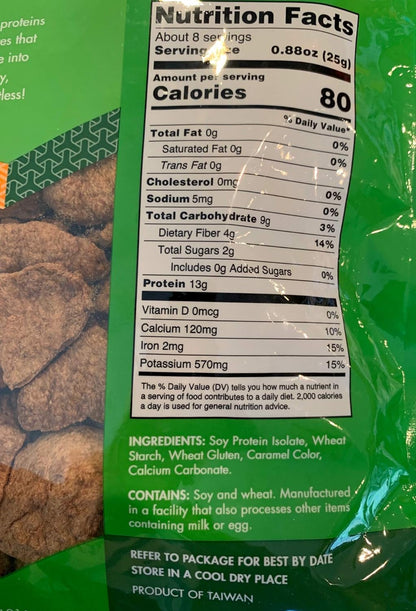 proteins
es that
e into
y,
tless!
Nutrition Facts
About 8 servings
Serving 0.88oz (25g)
Amount per serving
Calories 80
% Daily Value*
Total Fat 0g 0%
Saturated Fat 0g 0%
Trans Fat 0g
Cholesterol 0mg 0%
Sodium 5mg 0%
Total Carbohydrate 9g 3%
Dietary Fiber 4g 14%
Total Sugars 2g
Includes 0g Added Sugars 0%
Protein 13g
Vitamin D 0mcg 0%
Calcium 120mg 10%
Iron 2mg 15%
Potassium 570mg 15%
The % Daily Value (DV) tells you how much a nutrient in
a serving of food contributes to a daily diet. 2,000 calories
a day is used for general nutrition advice.
INGREDIENTS: Soy Protein Isolate, Wheat
Starch, Wheat Gluten, Caramel Color,
Calcium Carbonate.
CONTAINS: Soy and wheat. Manufactured
in a facility that also processes other items
containing milk or egg.
REFER TO PACKAGE FOR BEST BY DATE
STORE IN A COOL DRY PLACE
PRODUCT OF TAIWAN